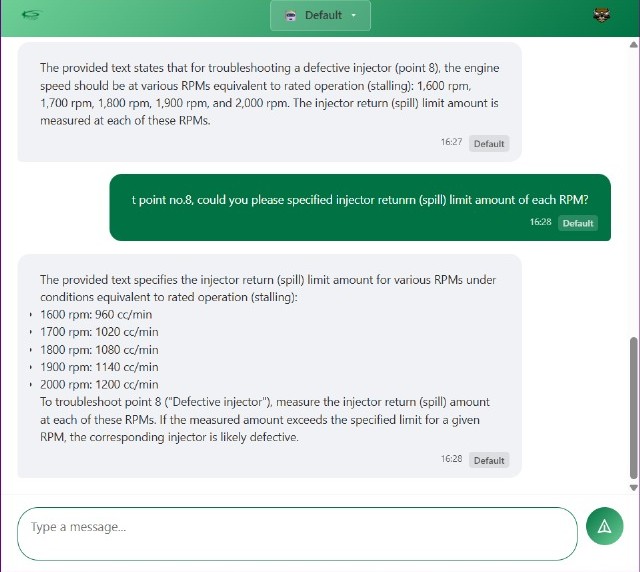 Default
The provided text states that for troubleshooting a defective injector (point 8), the engine
speed should be at various RPMs equivalent to rated operation (stalling): 1,600 rpm,
1,700 rpm, 1,800 rpm, 1,900 rpm, and 2,000 rpm. The injector return (spill) limit amount is
measured at each of these RPMs.
16:27 Default
t point no.8, could you please specified injector retunrn (spill) limit amount of each RPM?
16:28 Default
The provided text specifies the injector return (spill) limit amount for various RPMs under
conditions equivalent to rated operation (stalling):
1600 rpm: 960 cc/min
1700 rpm: 1020 cc/min
1800 rpm: 1080 cc/min
1900 rpm: 1140 cc/min
2000 rpm: 1200 cc/min
To troubleshoot point 8 ("Defective injector"), measure the injector return (spill) amount
at each of these RPMs. If the measured amount exceeds the specified limit for a given
RPM, the corresponding injector is likely defective.
16:28 Default
Type a message...